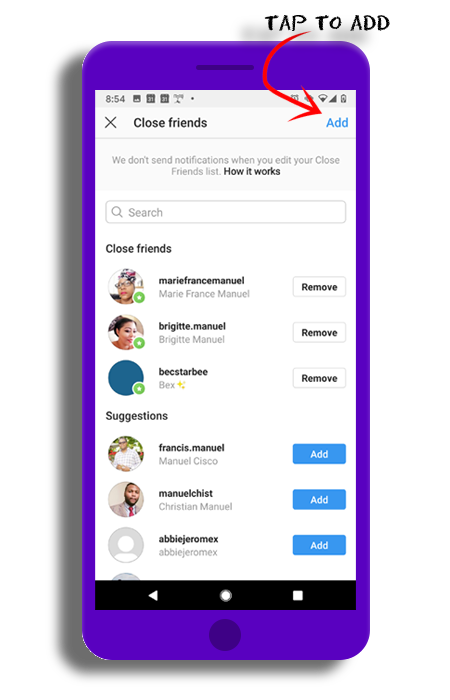 TAP TO ADD
8:54
31 31
Close friends
Add
We don't send notifications when you edit your Close
Friends list. How it works
Search
Close friends
mariefrancemanuel
Marie France Manuel
Remove
brigitte.manuel
Brigitte Manuel
Remove
becstarbee
Bex✨
Remove
Suggestions
francis.manuel
Manuel Cisco
Add
manuelchist
Christian Manuel
Add
abbiejeromex
abbiejeromex
Add